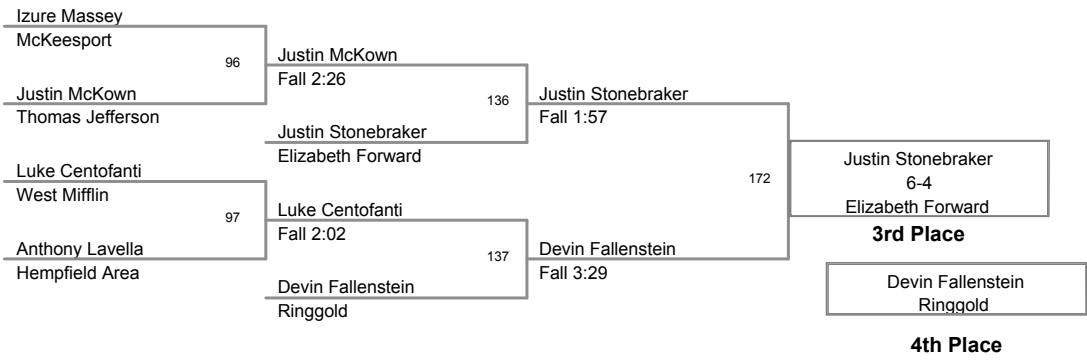 Izure Massey
McKeesport
96
Justin McKown
Fall 2:26
Justin McKown
Thomas Jefferson
136
Justin Stonebraker
Fall 1:57
Justin Stonebraker
Elizabeth Forward
Luke Centofanti
West Mifflin
172
Justin Stonebraker
6-4
Elizabeth Forward
3rd Place
97
Luke Centofanti
Fall 2:02
Anthony Lavella
Hempfield Area
137
Devin Fallenstein
Fall 3:29
Devin Fallenstein
Ringgold
Devin Fallenstein
Ringgold
4th Place